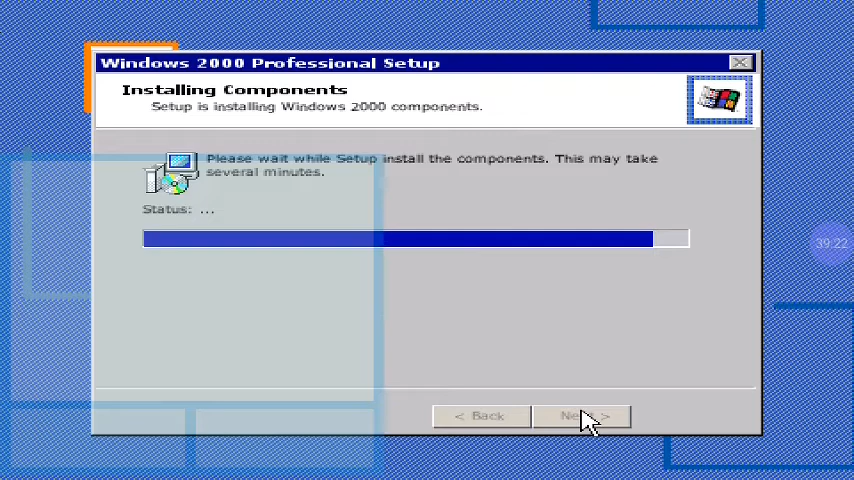 Windows 2000 Professional Setup
Installing Components
Setup is installing Windows 2000 components.
Please wait while Setup install the components. This may take
several minutes.
Status: ...
39:22
< Back
Next >